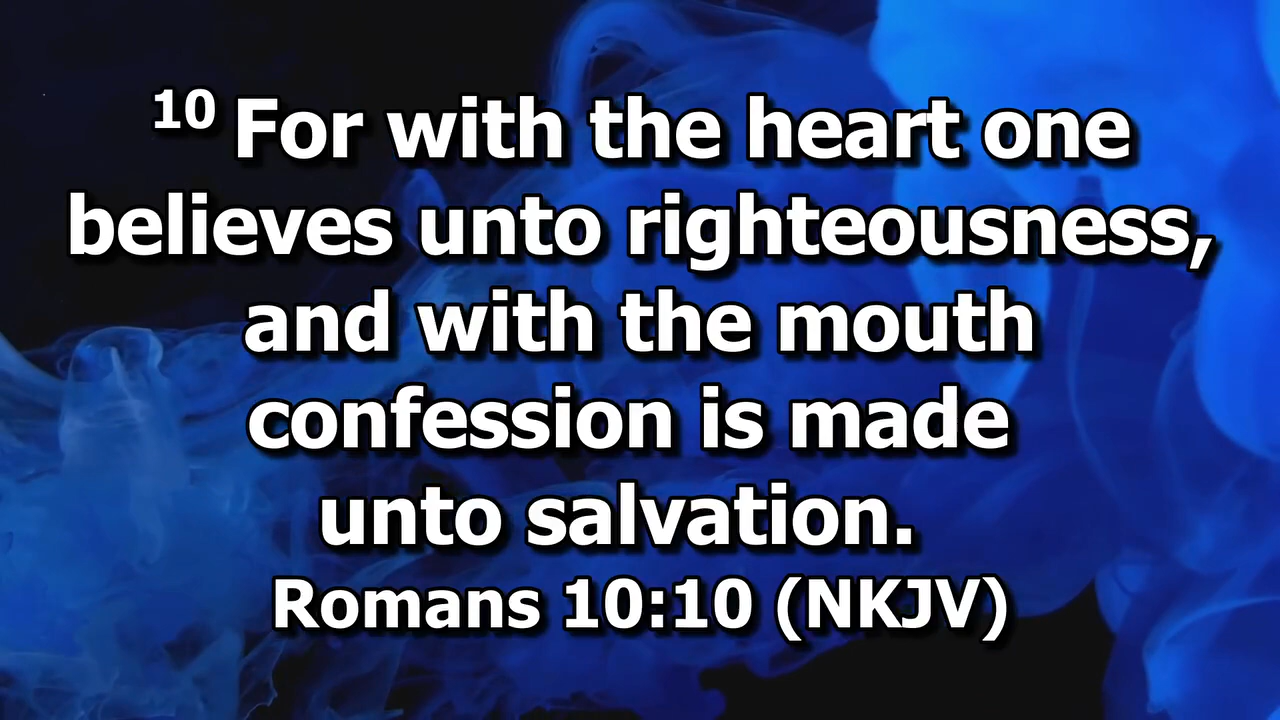 10 For with the heart one
believes unto righteousness,
and with the mouth
confession is made
unto salvation.
Romans 10:10 (NKJV)